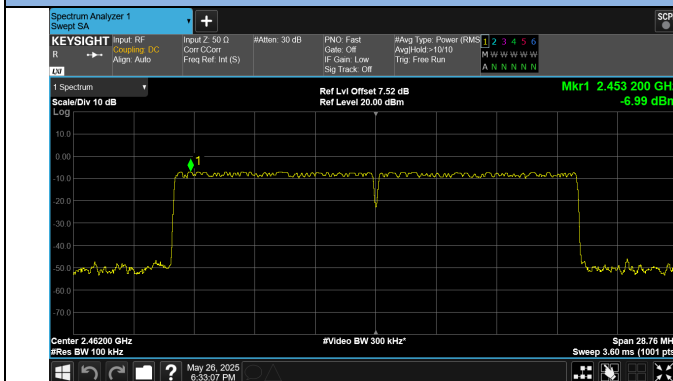 Spectrum Analyzer 1
Swept SA
SCP
KEYSIGHT
R
LXI
Input: RF
Coupling: DC
Align: Auto
Input Z: 50 Ω
Corr CCorr
Freq Ref: Int (S)
#Atten: 30 dB
PNO: Fast
Gate: Off
IF Gain: Low
Sig Track: Off
#Avg Type: Power (RMS
Avg|Hold:>10/10
Trig: Free Run
1 2 3 4 5 6
M W W W W W
A N N N N N
1 Spectrum
Scale/Div 10 dB
Log
Ref Lvl Offset 7.52 dB
Ref Level 20.00 dBm
Mkr1 2.453 200 GHz
-6.99 dBm
10.0
0.00
1
-10.0
-20.0
-30.0
-40.0
-50.0
-60.0
-70.0
Center 2.46200 GHz
#Res BW 100 kHz
#Video BW 300 kHz*
Span 28.76 MH
Sweep 3.60 ms (1001 pts
?
May 26, 2025
6:33:07 PM